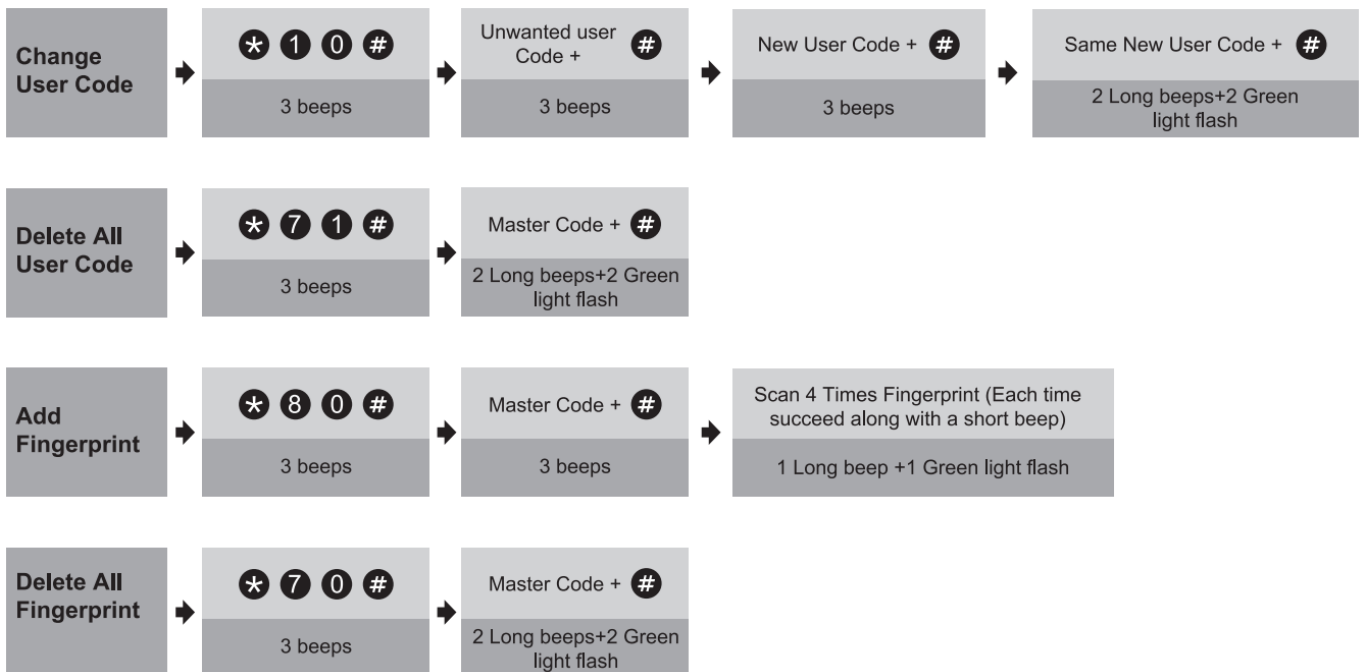 Change
User Code
* 1 0 #
3 beeps
Unwanted user
Code + #
3 beeps
New User Code + #
3 beeps
Same New User Code + #
2 Long beeps+2 Green
light flash
Delete All
User Code
* 7 1 #
3 beeps
Master Code + #
2 Long beeps+2 Green
light flash
Add
Fingerprint
* 8 0 #
3 beeps
Master Code + #
3 beeps
Scan 4 Times Fingerprint (Each time
succeed along with a short beep)
1 Long beep +1 Green light flash
Delete All
Fingerprint
* 7 0 #
3 beeps
Master Code + #
2 Long beeps+2 Green
light flash